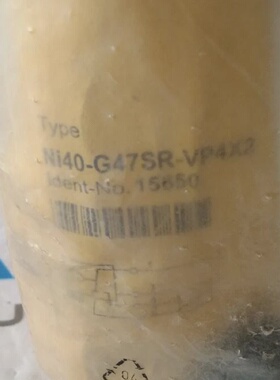 Type
Ni40-G47SR-VP4X2
Ident-No. 15650